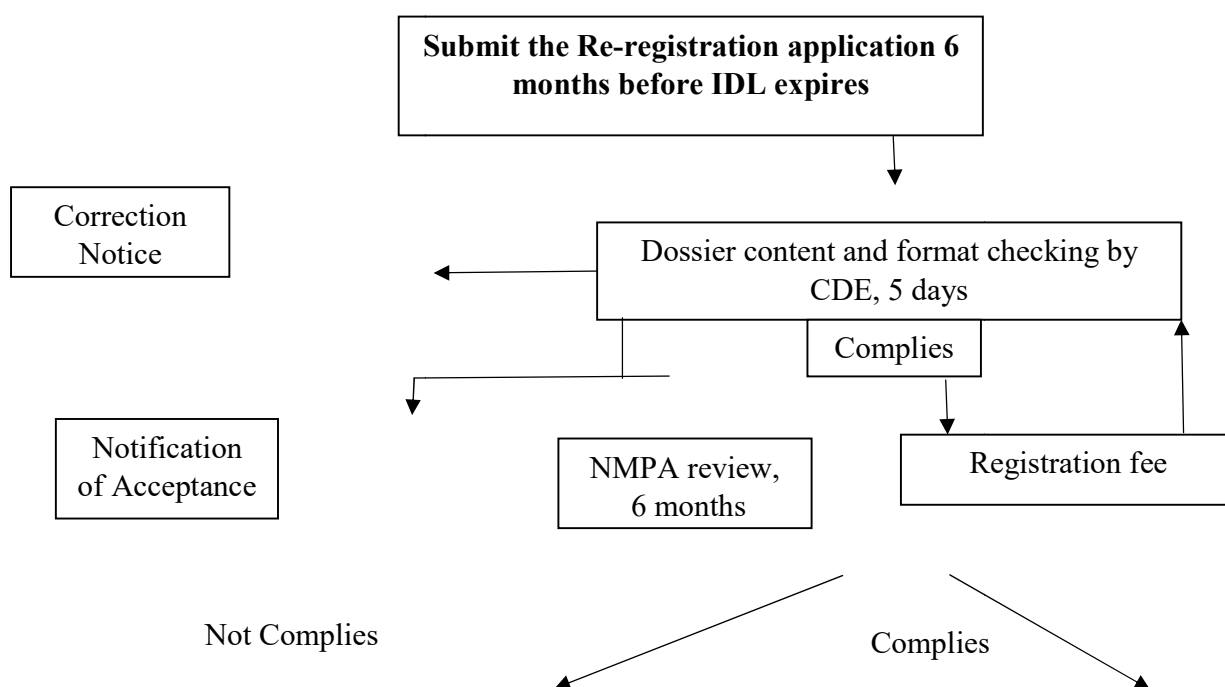 Submit the Re-registration application 6
months before IDL expires
Correction
Notice
Dossier content and format checking by
CDE, 5 days
Complies
Notification
of Acceptance
NMPA review,
6 months
Registration fee
Not Complies
Complies